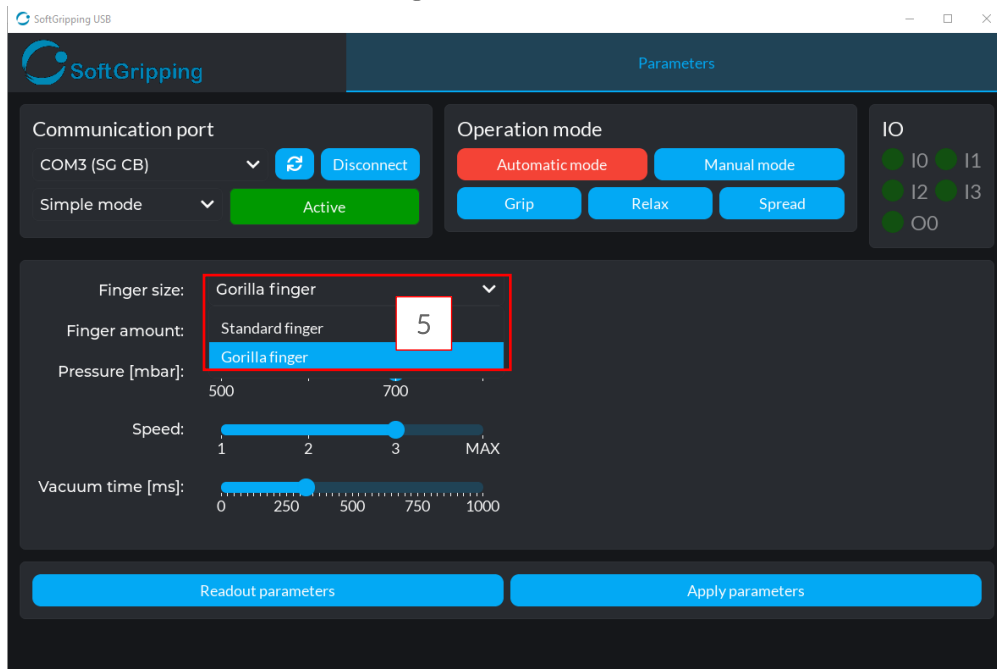 SoftGripping USB
SoftGripping
Parameters
Communication port
COM3 (SG CB)
Disconnect
Simple mode
Active
Operation mode
Automatic mode
Manual mode
Grip
Relax
Spread
IO
I0 I1
I2 I3
O0
Finger size:
Gorilla finger
Standard finger
Gorilla finger
5
Finger amount:
Pressure [mbar]:
500 700
Speed:
1 2 3 MAX
Vacuum time [ms]:
0 250 500 750 1000
Readout parameters
Apply parameters